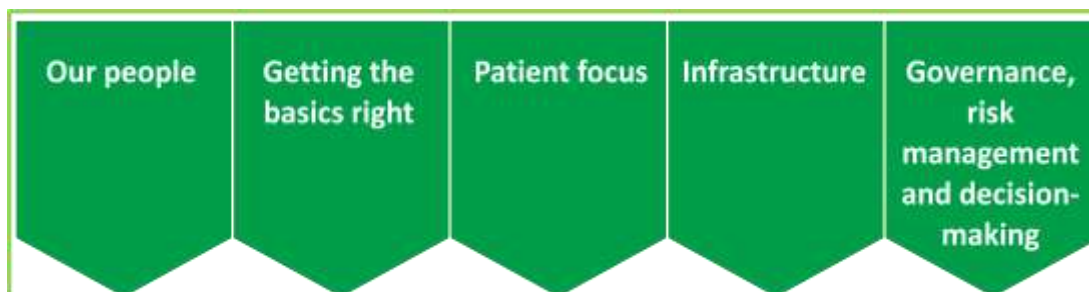 Our people
Getting the
basics right
Patient focus
Infrastructure
Governance,
risk
management
and decision-
making